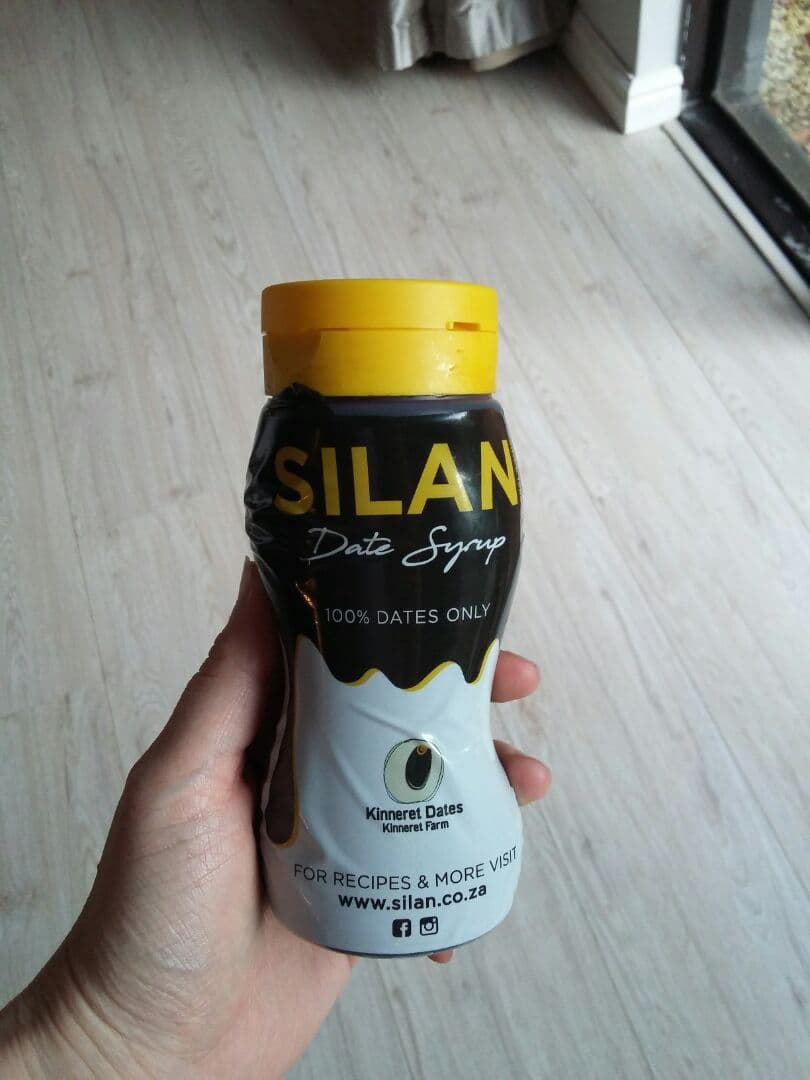 SILAN
Date Syrup
100% DATES ONLY
Kinneret Dates
Kinneret Farm
FOR RECIPES & MORE VISIT
www.silan.co.za